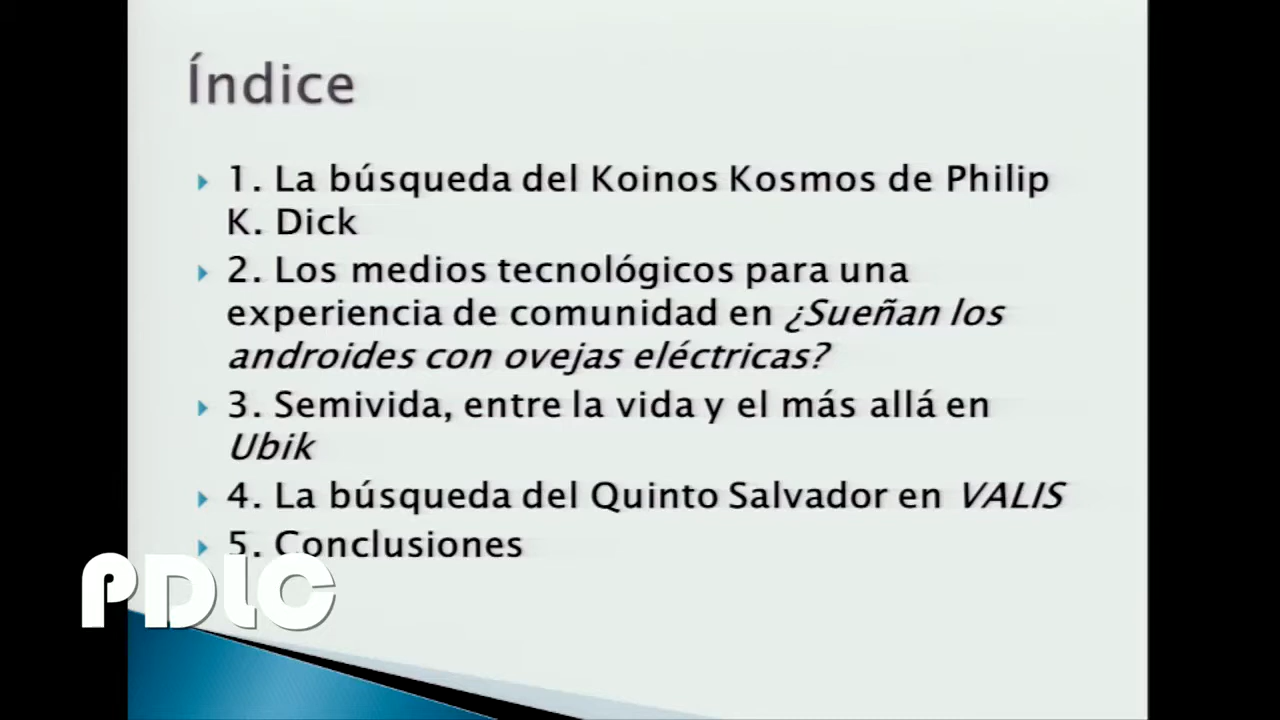 Índice
1. La búsqueda del Koinos Kosmos de Philip
K. Dick
2. Los medios tecnológicos para una
experiencia de comunidad en ¿Sueñan los
androides con ovejas eléctricas?
3. Semivida, entre la vida y el más allá en
Ubik
4. La búsqueda del Quinto Salvador en VALIS
5. Conclusiones
PDLC